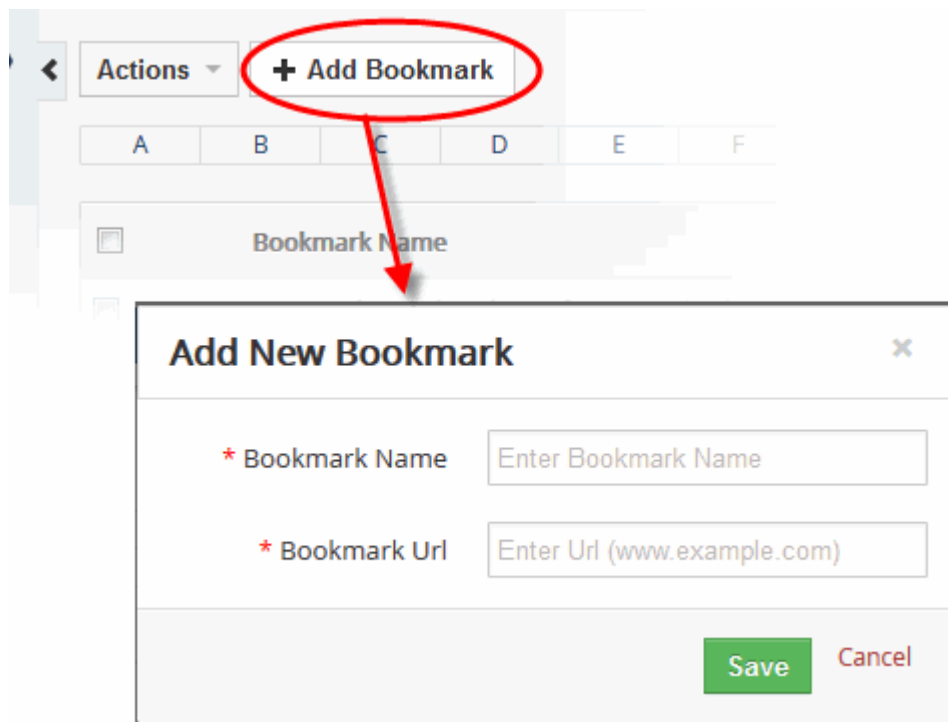 Actions + Add Bookmark
A B C D E F
Bookmark Name
Add New Bookmark ×
* Bookmark Name Enter Bookmark Name
* Bookmark Url Enter Url (www.example.com)
Save Cancel